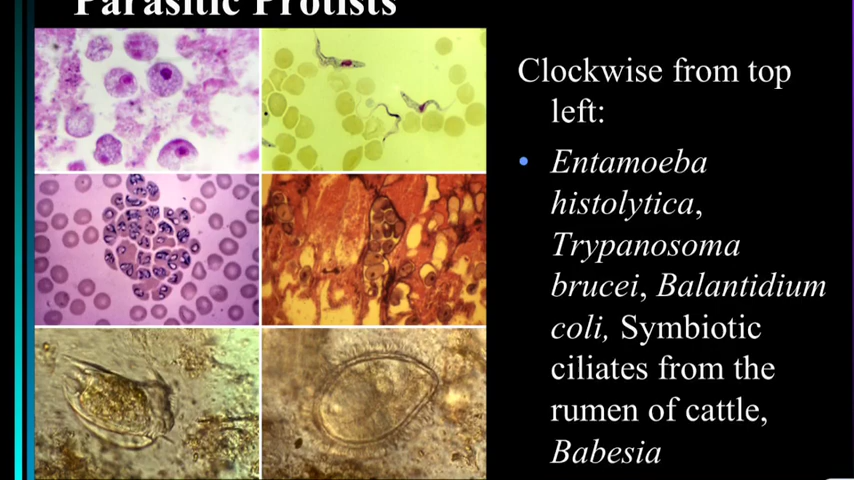 Parasitic Protists
Clockwise from top
left:
• Entamoeba
histolytica,
Trypanosoma
brucei, Balantidium
coli, Symbiotic
ciliates from the
rumen of cattle,
Babesia